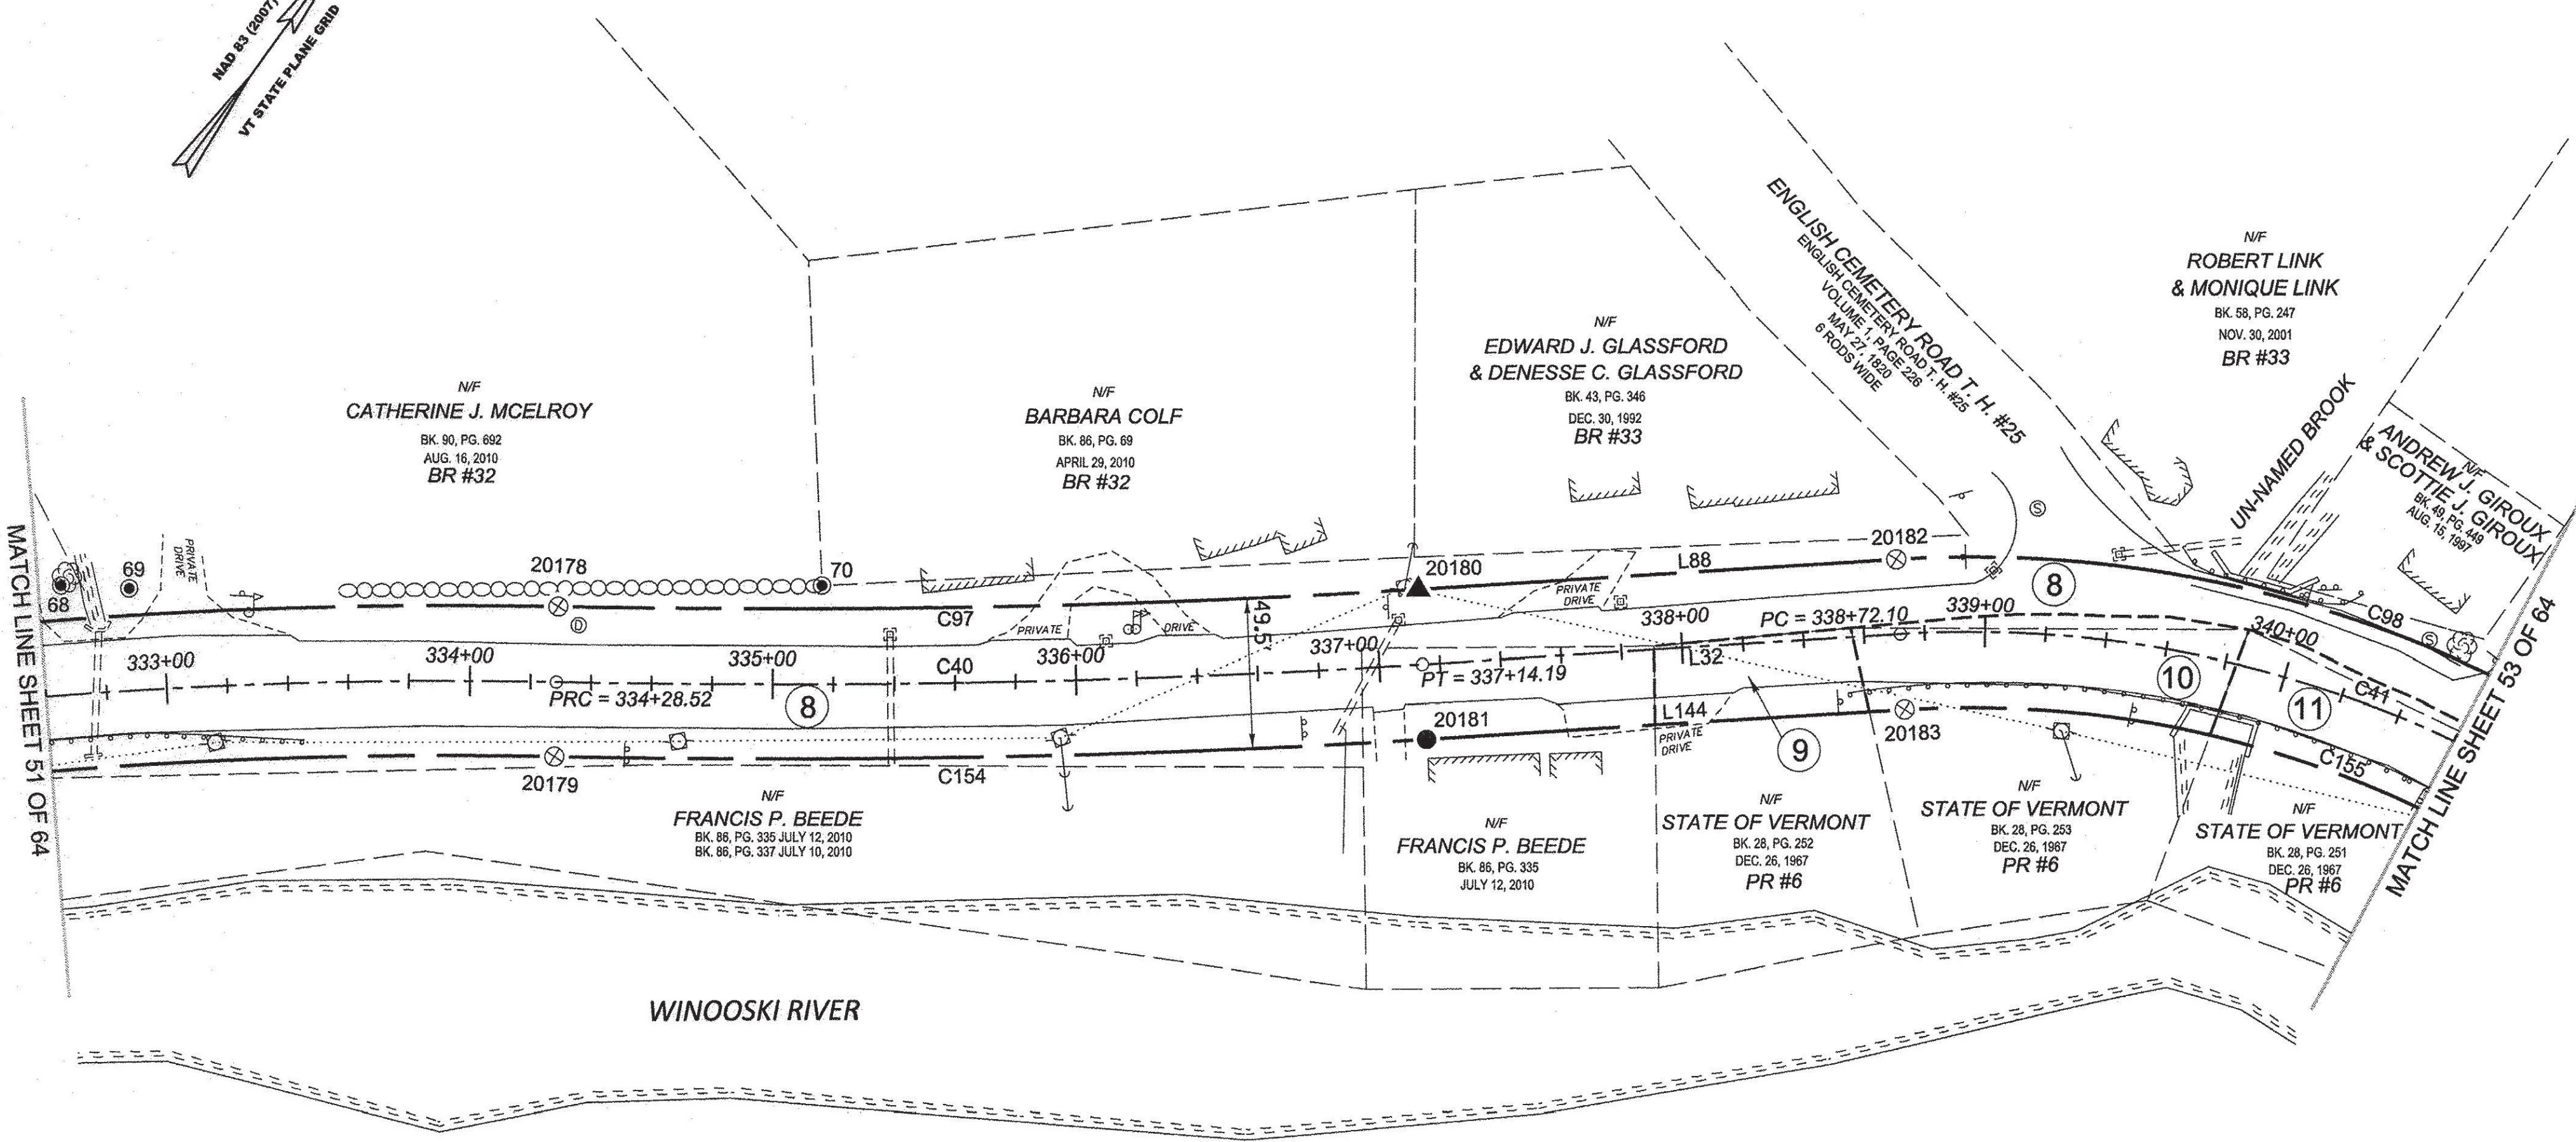 NAD 83 (2007)
VT STATE PLANE GRID
MATCH LINE SHEET 51 OF 64
N/F
CATHERINE J. MCELROY
BK. 90, PG. 692
AUG. 16, 2010
BR #32
N/F
BARBARA COLF
BK. 86, PG. 69
APRIL 29, 2010
BR #32
N/F
EDWARD J. GLASSFORD
& DENESSE C. GLASSFORD
BK. 43, PG. 346
DEC. 30, 1992
BR #33
ENGLISH CEMETERY ROAD T. H. #25
ENGLISH CEMETERY ROAD T. H. #25
VOLUME 1, PAGE 226
MAY 27, 1820
6 RODS WIDE
N/F
ROBERT LINK
& MONIQUE LINK
BK. 58, PG. 247
NOV. 30, 2001
BR #33
UN-NAMED BROOK
N/F
ANDREW J. GIROUX
& SCOTTIE J. GIROUX
BK. 49, PG. 449
AUG. 15, 1997
68
69
PRIVATE
DRIVE
20178
70
D
C97
PRIVATE
DRIVE
49.5'
20180
L88
PRIVATE
DRIVE
20182
S
8
C98
S
333+00
334+00
335+00
336+00
337+00
338+00
PC = 338+72.10
339+00
340+00
PRC = 334+28.52
8
C40
PT = 337+14.19
L32
10
11
C41
20179
C154
20181
L144
PRIVATE
DRIVE
9
20183
C155
MATCH LINE SHEET 53 OF 64
N/F
FRANCIS P. BEEDE
BK. 86, PG. 335 JULY 12, 2010
BK. 86, PG. 337 JULY 10, 2010
N/F
FRANCIS P. BEEDE
BK. 86, PG. 335
JULY 12, 2010
N/F
STATE OF VERMONT
BK. 28, PG. 252
DEC. 26, 1967
PR #6
N/F
STATE OF VERMONT
BK. 28, PG. 253
DEC. 26, 1967
PR #6
N/F
STATE OF VERMONT
BK. 28, PG. 251
DEC. 26, 1967
PR #6
WINOOSKI RIVER